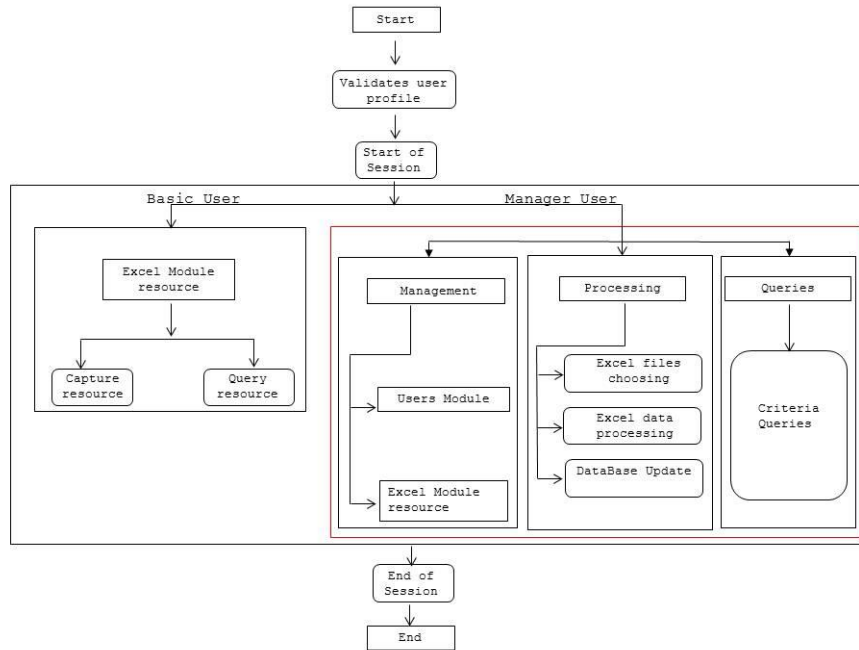 Start
Validates user
profile
Start of
Session
Basic User
Manager User
Excel Module
resource
Capture
resource
Query
resource
Management
Users Module
Excel Module
resource
Processing
Excel files
choosing
Excel data
processing
DataBase Update
Queries
Criteria
Queries
End of
Session
End